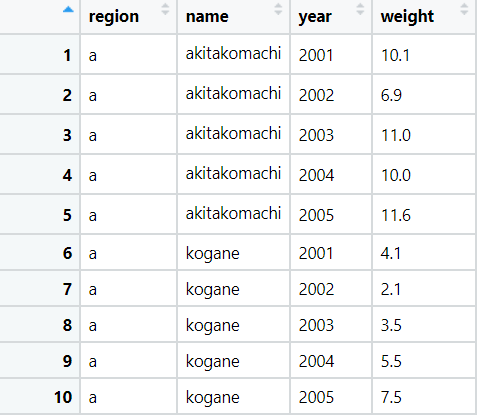 region name year weight
1 a akitakomachi 2001 10.1
2 a akitakomachi 2002 6.9
3 a akitakomachi 2003 11.0
4 a akitakomachi 2004 10.0
5 a akitakomachi 2005 11.6
6 a kogane 2001 4.1
7 a kogane 2002 2.1
8 a kogane 2003 3.5
9 a kogane 2004 5.5
10 a kogane 2005 7.5